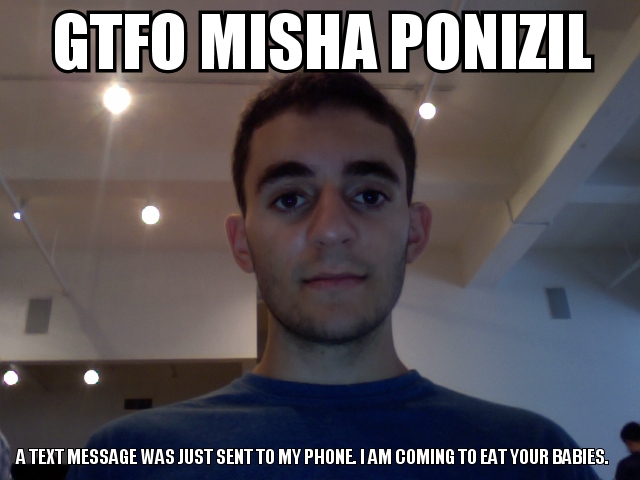 GTFO MISHA PONIZIL
A TEXT MESSAGE WAS JUST SENT TO MY PHONE. I AM COMING TO EAT YOUR BABIES.